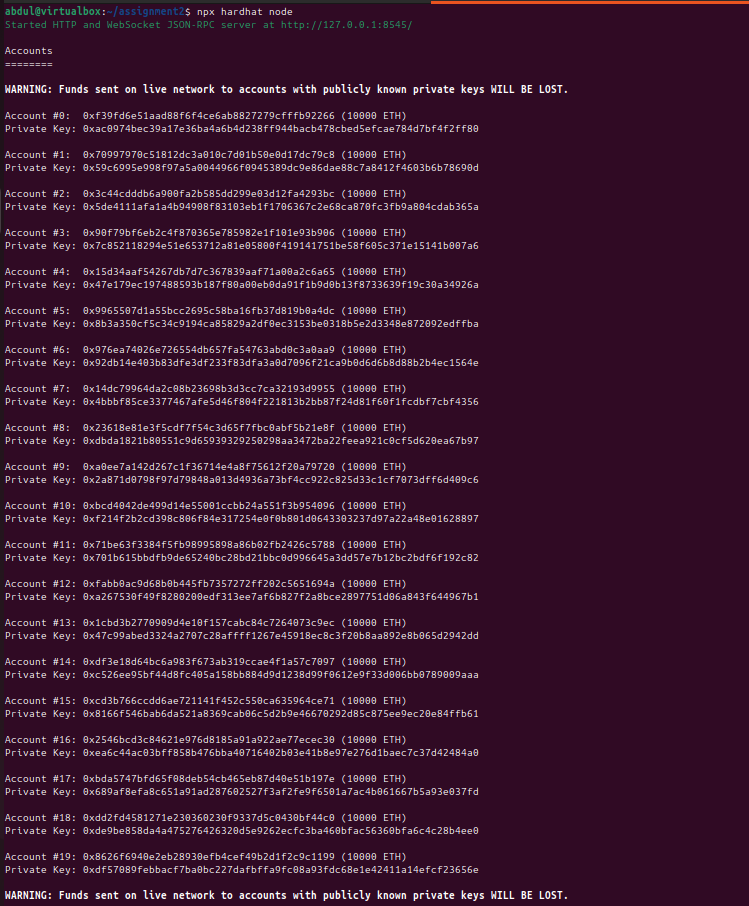 abdul@virtualbox:~/assignment2$ npx hardhat node
Started HTTP and WebSocket JSON-RPC server at http://127.0.0.1:8545/
Accounts
========
WARNING: Funds sent on live network to accounts with publicly known private keys WILL BE LOST.
Account #0:  0xf39fd6e51aad88f6f4ce6ab8827279cfffb92266 (10000 ETH)
Private Key: 0xac0974bec39a17e36ba4a6b4d238ff944bacb478cbed5efcae784d7bf4f2ff80
Account #1:  0x70997970c51812dc3a010c7d01b50e0d17dc79c8 (10000 ETH)
Private Key: 0x59c6995e998f97a5a0044966f0945389dc9e86dae88c7a8412f4603b6b78690d
Account #2:  0x3c44cdddb6a900fa2b585dd299e03d12fa4293bc (10000 ETH)
Private Key: 0x5de4111afa1a4b94908f83103eb1f1706367c2e68ca870fc3fb9a804cdab365a
Account #3:  0x90f79bf6eb2c4f870365e785982e1f101e93b906 (10000 ETH)
Private Key: 0x7c852118294e51e653712a81e05800f419141751be58f605c371e15141b007a6
Account #4:  0x15d34aaf54267db7d7c367839aaf71a00a2c6a65 (10000 ETH)
Private Key: 0x47e179ec197488593b187f80a00eb0da91f1b9d0b13f8733639f19c30a34926a
Account #5:  0x9965507d1a55bcc2695c58ba16fb37d819b0a4dc (10000 ETH)
Private Key: 0x8b3a350cf5c34c9194ca85829a2df0ec3153be0318b5e2d3348e872092edffba
Account #6:  0x976ea74026e726554db657fa54763abd0c3a0aa9 (10000 ETH)
Private Key: 0x92db14e403b83dfe3df233f83dfa3a0d7096f21ca9b0d6d6b8d88b2b4ec1564e
Account #7:  0x14dc79964da2c08b23698b3d3cc7ca32193d9955 (10000 ETH)
Private Key: 0x4bbbf85ce3377467afe5d46f804f221813b2bb87f24d81f60f1fcdbf7cbf4356
Account #8:  0x23618e81e3f5cdf7f54c3d65f7fbc0abf5b21e8f (10000 ETH)
Private Key: 0xdbda1821b80551c9d65939329250298aa3472ba22feea921c0cf5d620ea67b97
Account #9:  0xa0ee7a142d267c1f36714e4a8f75612f20a79720 (10000 ETH)
Private Key: 0x2a871d0798f97d79848a013d4936a73bf4cc922c825d33c1cf7073dff6d409c6
Account #10: 0xbcd4042de499d14e55001ccbb24a551f3b954096 (10000 ETH)
Private Key: 0xf214f2b2cd398c806f84e317254e0f0b801d0643303237d97a22a48e01628897
Account #11: 0x71be63f3384f5fb98995898a86b02fb2426c5788 (10000 ETH)
Private Key: 0x701b615bbdfb9de65240bc28bd21bbc0d996645a3dd57e7b12bc2bdf6f192c82
Account #12: 0xfabb0ac9d68b0b445fb7357272ff202c5651694a (10000 ETH)
Private Key: 0xa267530f49f8280200edf313ee7af6b827f2a8bce2897751d06a843f644967b1
Account #13: 0x1cbd3b2770909d4e10f157cabc84c7264073c9ec (10000 ETH)
Private Key: 0x47c99abed3324a2707c28affff1267e45918ec8c3f20b8aa892e8b065d2942dd
Account #14: 0xdf3e18d64bc6a983f673ab319ccae4f1a57c7097 (10000 ETH)
Private Key: 0xc526ee95bf44d8fc405a158bb884d9d1238d99f0612e9f33d006bb0789009aaa
Account #15: 0xcd3b766ccdd6ae721141f452c550ca635964ce71 (10000 ETH)
Private Key: 0x8166f546bab6da521a8369cab06c5d2b9e46670292d85c875ee9ec20e84ffb61
Account #16: 0x2546bcd3c84621e976d8185a91a922ae77ecec30 (10000 ETH)
Private Key: 0xea6c44ac03bff858b476bba40716402b03e41b8e97e276d1baec7c37d42484a0
Account #17: 0xbda5747bfd65f08deb54cb465eb87d40e51b197e (10000 ETH)
Private Key: 0x689af8efa8c651a91ad287602527f3af2fe9f6501a7ac4b061667b5a93e037fd
Account #18: 0xdd2fd4581271e230360230f9337d5c0430bf44c0 (10000 ETH)
Private Key: 0xde9be858da4a475276426320d5e9262ecfc3ba460bfac56360bfa6c4c28b4ee0
Account #19: 0x8626f6940e2eb28930efb4cef49b2d1f2c9c1199 (10000 ETH)
Private Key: 0xdf57089febbacf7ba0bc227dafbffa9fc08a93fdc68e1e42411a14efcf23656e
WARNING: Funds sent on live network to accounts with publicly known private keys WILL BE LOST.